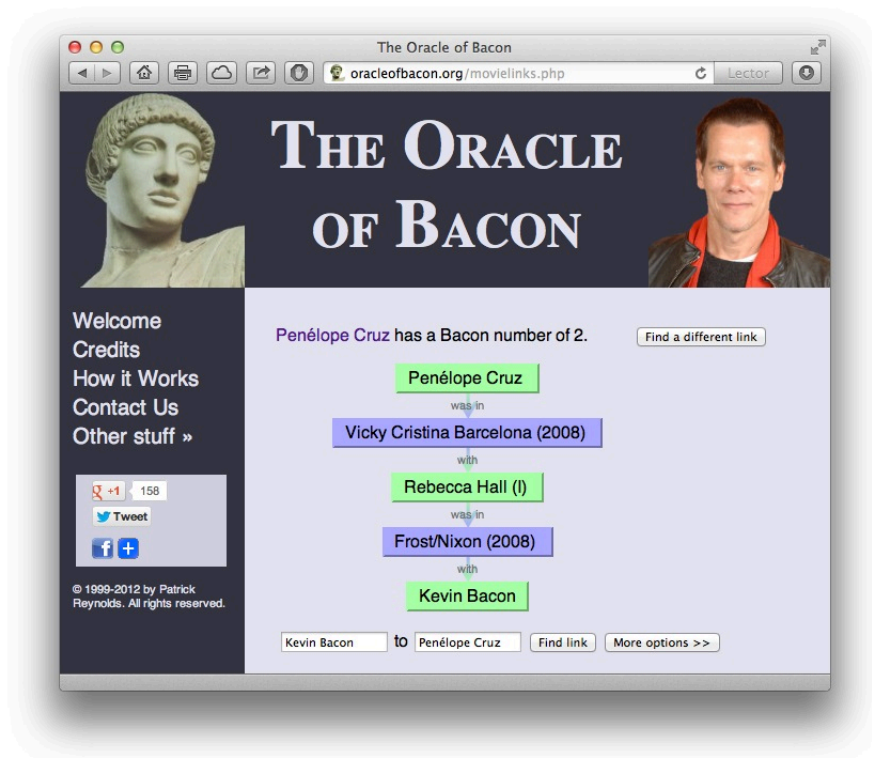 The Oracle of Bacon
oracleofbacon.org/movielinks.php
Lector
THE ORACLE
OF BACON
Welcome
Credits
How it Works
Contact Us
Other stuff »
+1 158
Tweet
f +
© 1999-2012 by Patrick
Reynolds. All rights reserved.
Penélope Cruz has a Bacon number of 2. Find a different link
Penélope Cruz
was in
Vicky Cristina Barcelona (2008)
with
Rebecca Hall (I)
was in
Frost/Nixon (2008)
with
Kevin Bacon
Kevin Bacon to Penélope Cruz Find link More options >>